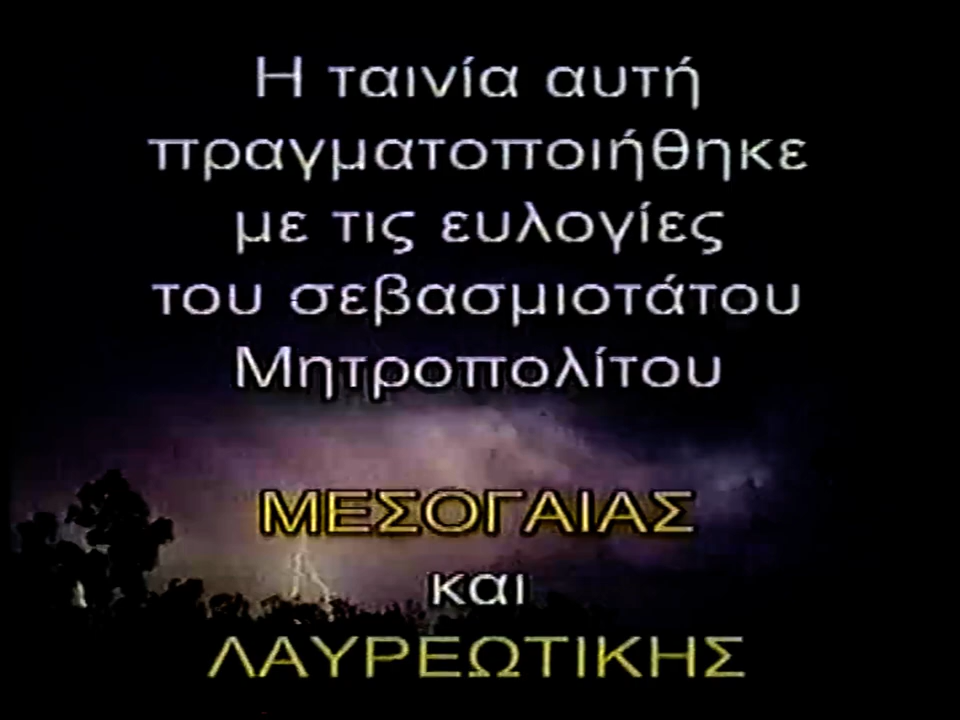 Η ταινία αυτή
πραγματοποιήθηκε
με τις ευλογίες
του σεβασμιοτάτου
Μητροπολίτου
ΜΕΣΟΓΑΙΑΣ
και
ΛΑΥΡΕΩΤΙΚΗΣ